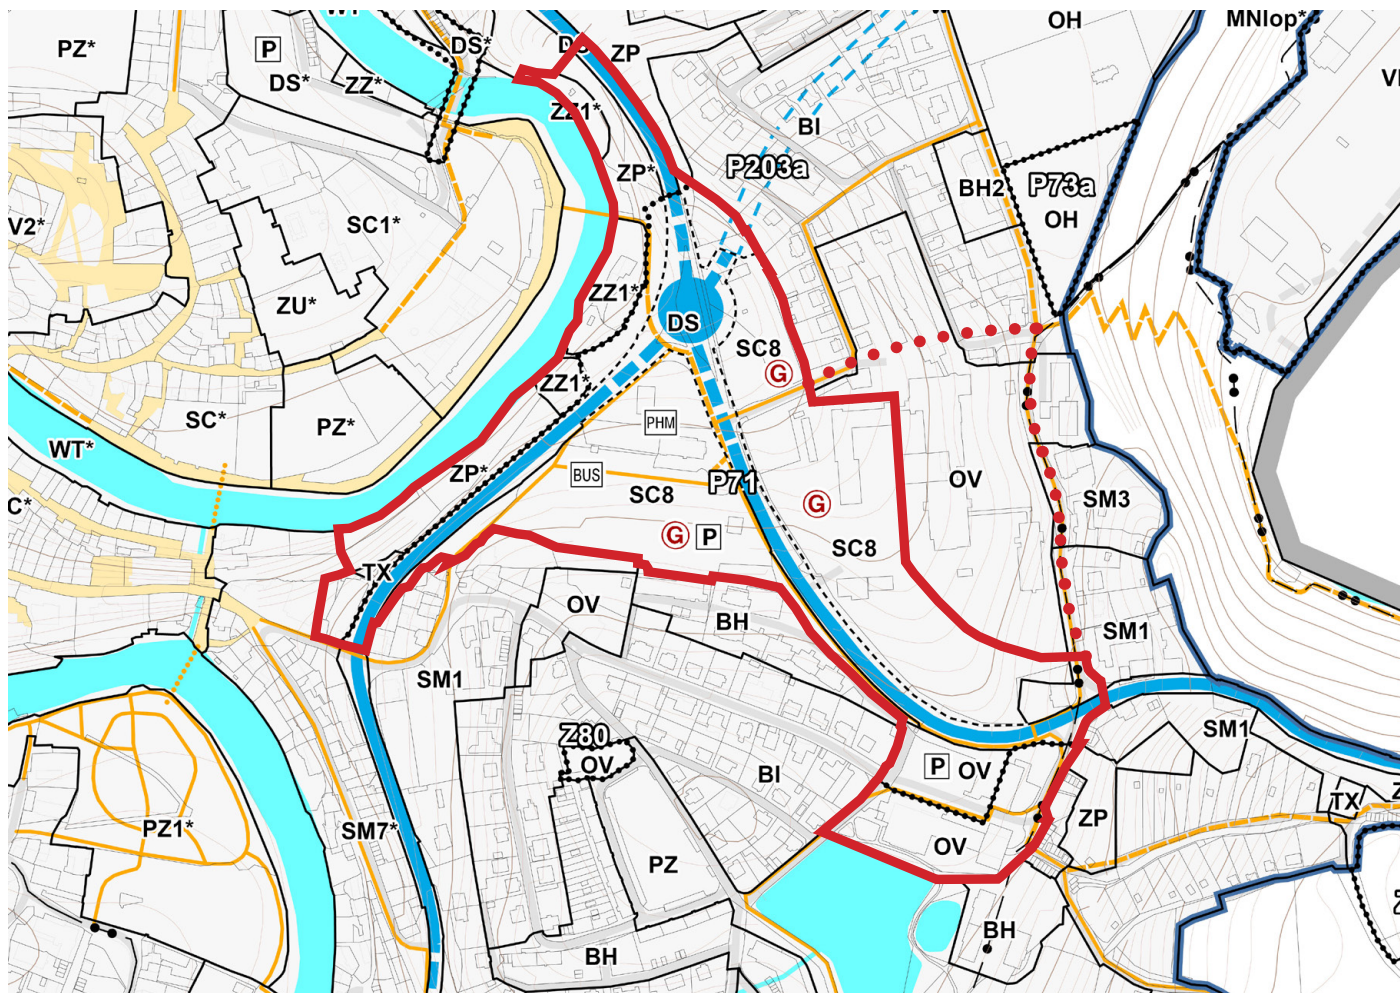 WT*
DS*
DS
ZP
OH
MNlop*
PZ*
P
DS*
ZZ*
ZZ1*
BI
P203a
ZP*
BH2
P73a
OH
V2*
SC1*
ZU*
ZZ1*
DS
SC8
G
ZZ1*
SC*
PZ*
PHM
WT*
ZP*
BUS
SC8
P71
G
OV
SM3
G
P
SC8
TX
OV
BH
SM1
SM1
SM1
Z80
OV
BI
P
OV
TX
PZ1*
SM7*
PZ
OV
ZP
BH
BH